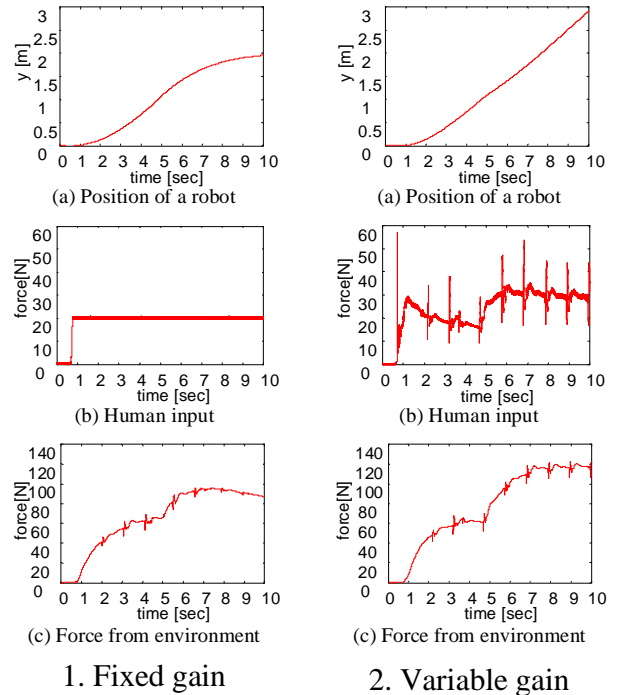 3
2.5
2
1.5
1
0.5
0
y [m]
0 1 2 3 4 5 6 7 8 9 10
time [sec]
(a) Position of a robot
3
2.5
2
1.5
1
0.5
0
y [m]
0 1 2 3 4 5 6 7 8 9 10
time [sec]
(a) Position of a robot
60
50
40
30
20
10
0
force[N]
0 1 2 3 4 5 6 7 8 9 10
time [sec]
(b) Human input
60
50
40
30
20
10
0
force[N]
0 1 2 3 4 5 6 7 8 9 10
time [sec]
(b) Human input
140
120
100
80
60
40
20
0
force[N]
0 1 2 3 4 5 6 7 8 9 10
time [sec]
(c) Force from environment
140
120
100
80
60
40
20
0
force[N]
0 1 2 3 4 5 6 7 8 9 10
time [sec]
(c) Force from environment
1. Fixed gain
2. Variable gain